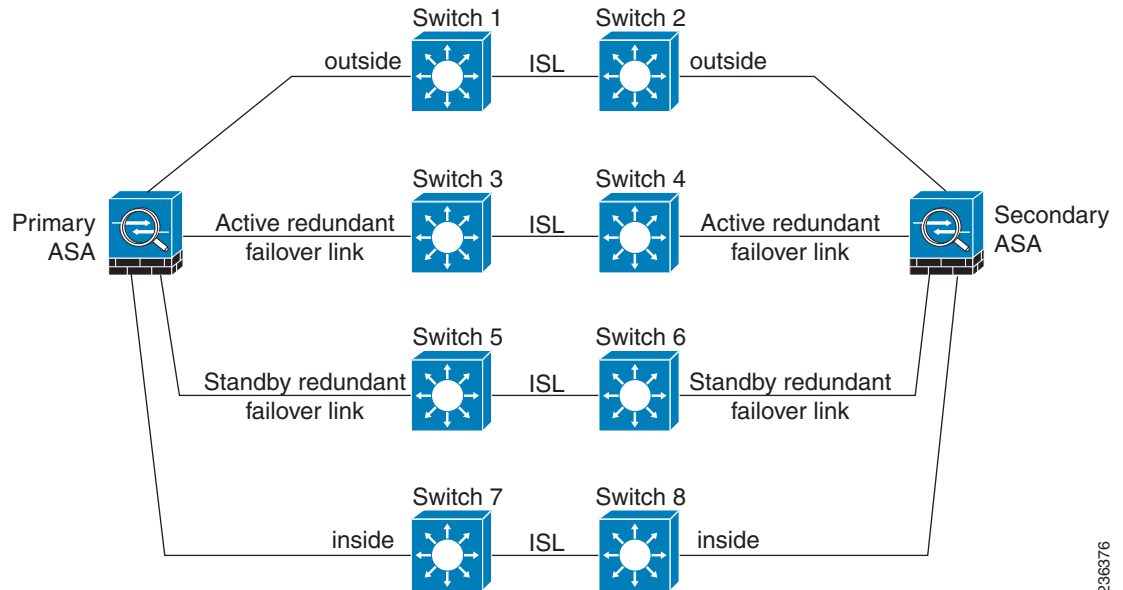 Switch 1
Switch 2
outside
ISL
outside
Switch 3
Switch 4
Primary
ASA
Active redundant
failover link
ISL
Active redundant
failover link
Secondary
ASA
Switch 5
Switch 6
Standby redundant
failover link
ISL
Standby redundant
failover link
Switch 7
Switch 8
inside
ISL
inside
236376